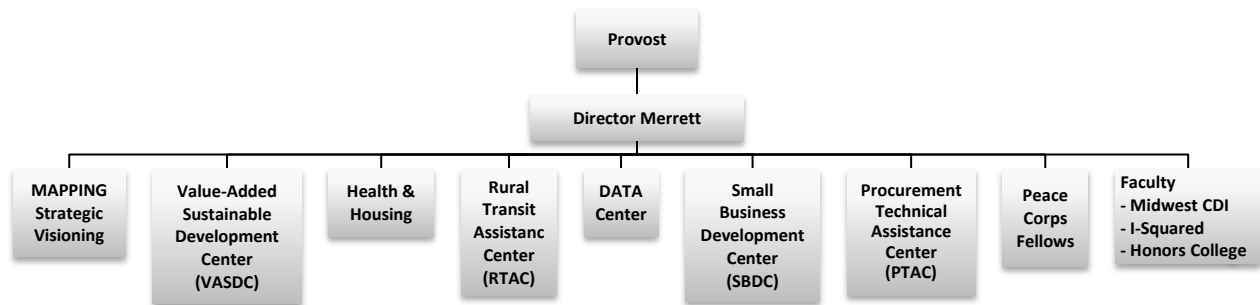 Provost
Director Merrett
MAPPING
Strategic
Visioning
Value-Added
Sustainable
Development
Center
(VASDC)
Health &
Housing
Rural
Transit
Assistanc
Center
(RTAC)
DATA
Center
Small
Business
Development
Center
(SBDC)
Procurement
Technical
Assistance
Center
(PTAC)
Peace
Corps
Fellows
Faculty
- Midwest CDI
- I-Squared
- Honors College